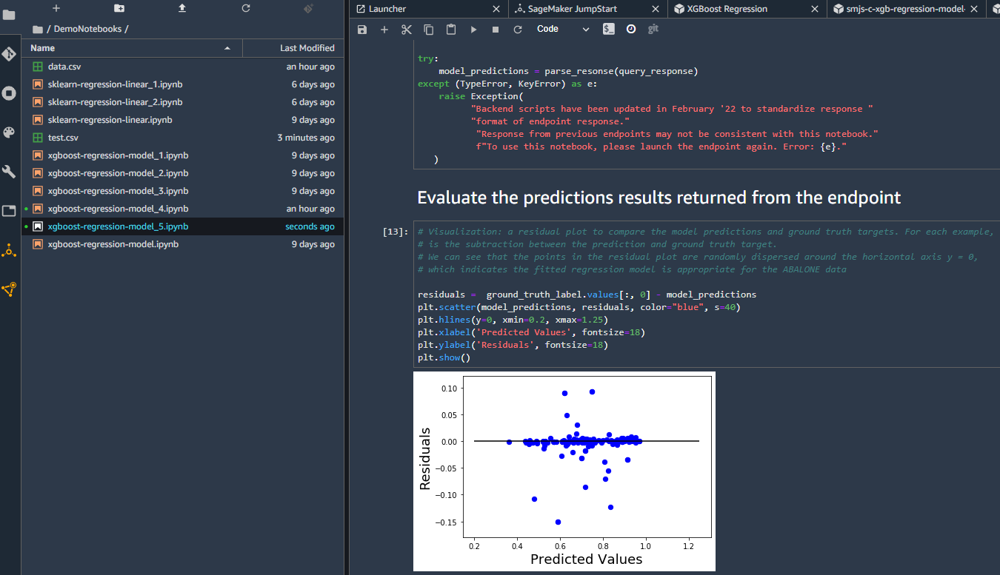 Launcher
SageMaker JumpStart
XGBoost Regression
smjs-c-xgb-regression-model-
/ DemoNotebooks /
Code
git
Name Last Modified
data.csv an hour ago
sklearn-regression-linear_1.ipynb 6 days ago
sklearn-regression-linear_2.ipynb 6 days ago
sklearn-regression-linear.ipynb 9 days ago
test.csv 3 minutes ago
xgboost-regression-model_1.ipynb 9 days ago
xgboost-regression-model_2.ipynb 9 days ago
xgboost-regression-model_3.ipynb 9 days ago
xgboost-regression-model_4.ipynb an hour ago
xgboost-regression-model_5.ipynb seconds ago
xgboost-regression-model.ipynb 9 days ago
try:
model_predictions = parse_resonse(query_response)
except (TypeError, KeyError) as e:
raise Exception(
"Backend scripts have been updated in February '22 to standardize response "
"format of endpoint response."
"Response from previous endpoints may not be consistent with this notebook."
f"To use this notebook, please launch the endpoint again. Error: {e}."
)
Evaluate the predictions results returned from the endpoint
[13]:
# Visualization: a residual plot to compare the model predictions and ground truth targets. For each example,
# is the subtraction between the prediction and ground truth target.
# We can see that the points in the residual plot are randomly dispersed around the horizontal axis y = 0,
# which indicates the fitted regression model is appropriate for the ABALONE data
residuals = ground_truth_label.values[:, 0] - model_predictions
plt.scatter(model_predictions, residuals, color="blue", s=40)
plt.hlines(y=0, xmin=0.2, xmax=1.25)
plt.xlabel('Predicted Values', fontsize=18)
plt.ylabel('Residuals', fontsize=18)
plt.show()
0.10
0.05
0.00
−0.05
−0.10
−0.15
Residuals
0.2 0.4 0.6 0.8 1.0 1.2
Predicted Values